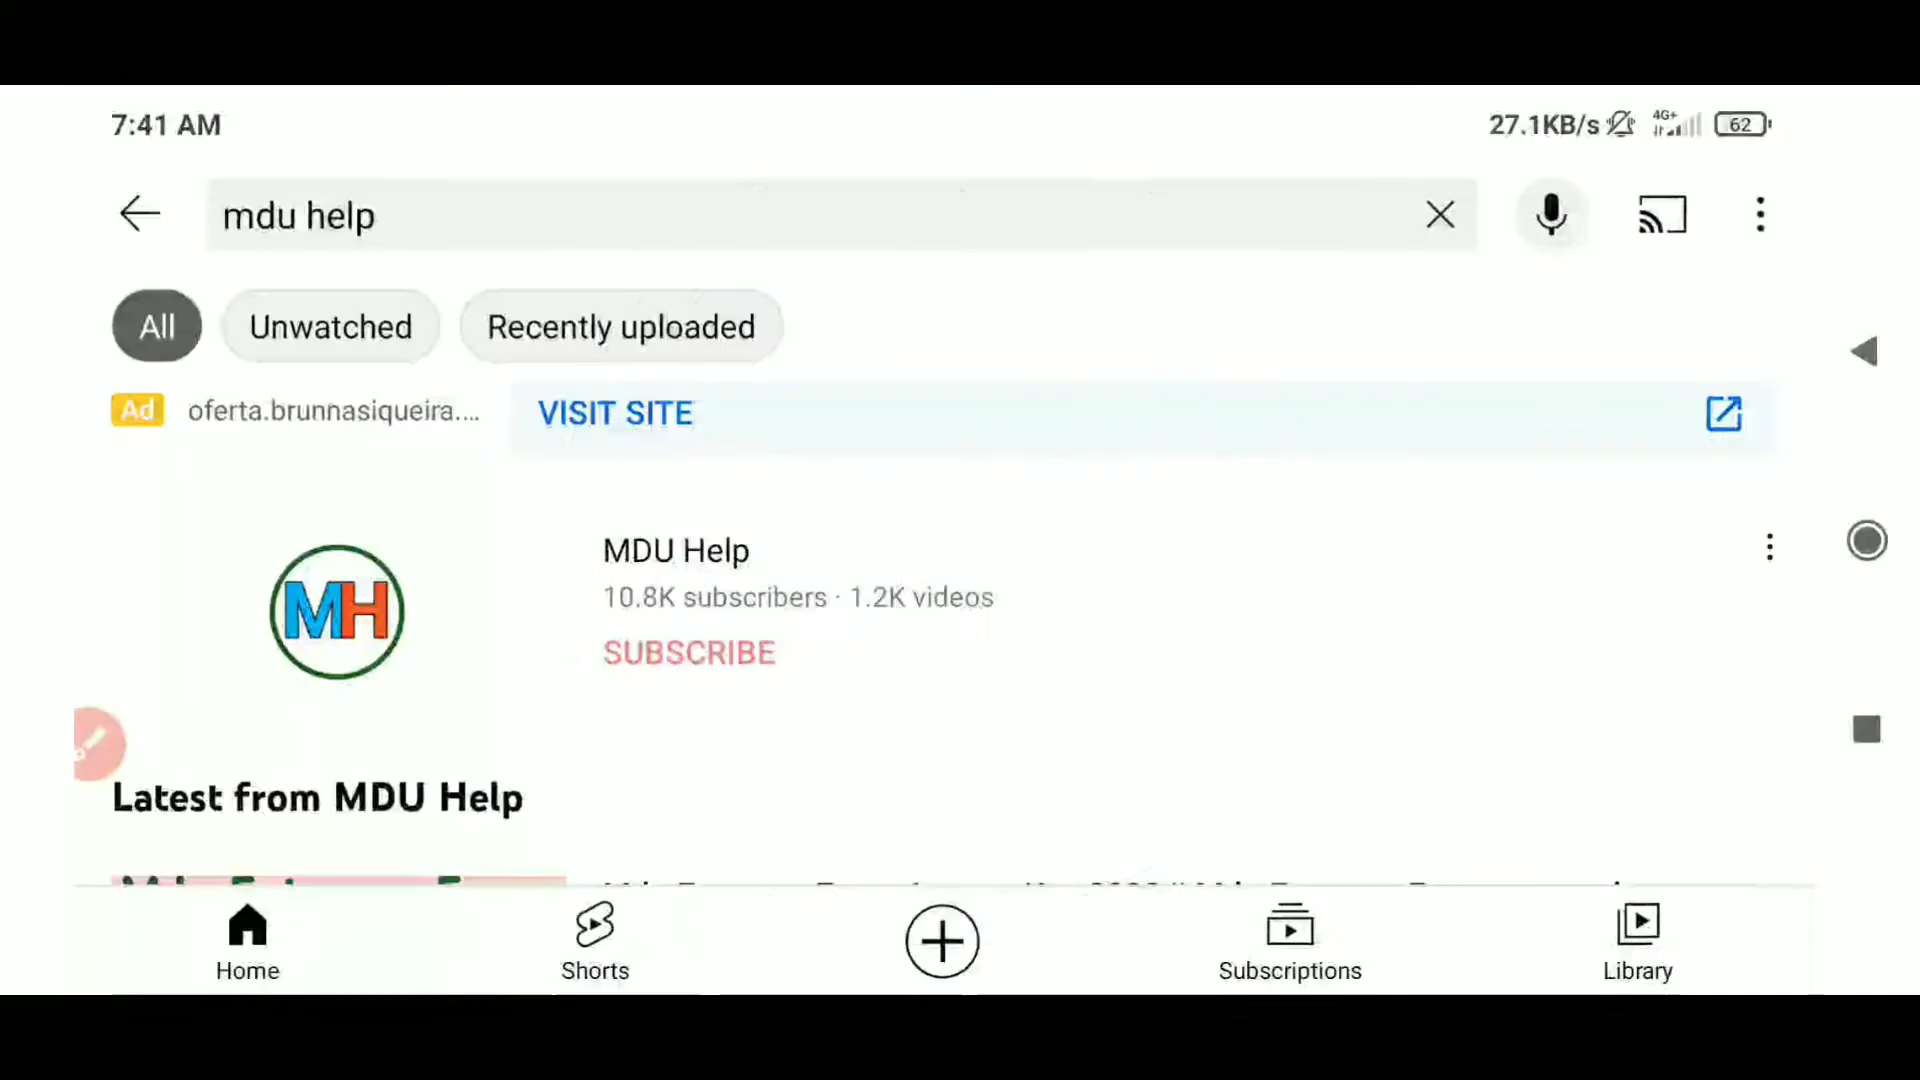 7:41 AM
27.1KB/s 4G+ 62
mdu help
All Unwatched Recently uploaded
Ad oferta.brunnasiqueira.... VISIT SITE
MDU Help
10.8K subscribers · 1.2K videos
MH
SUBSCRIBE
Latest from MDU Help
Home Shorts Subscriptions Library